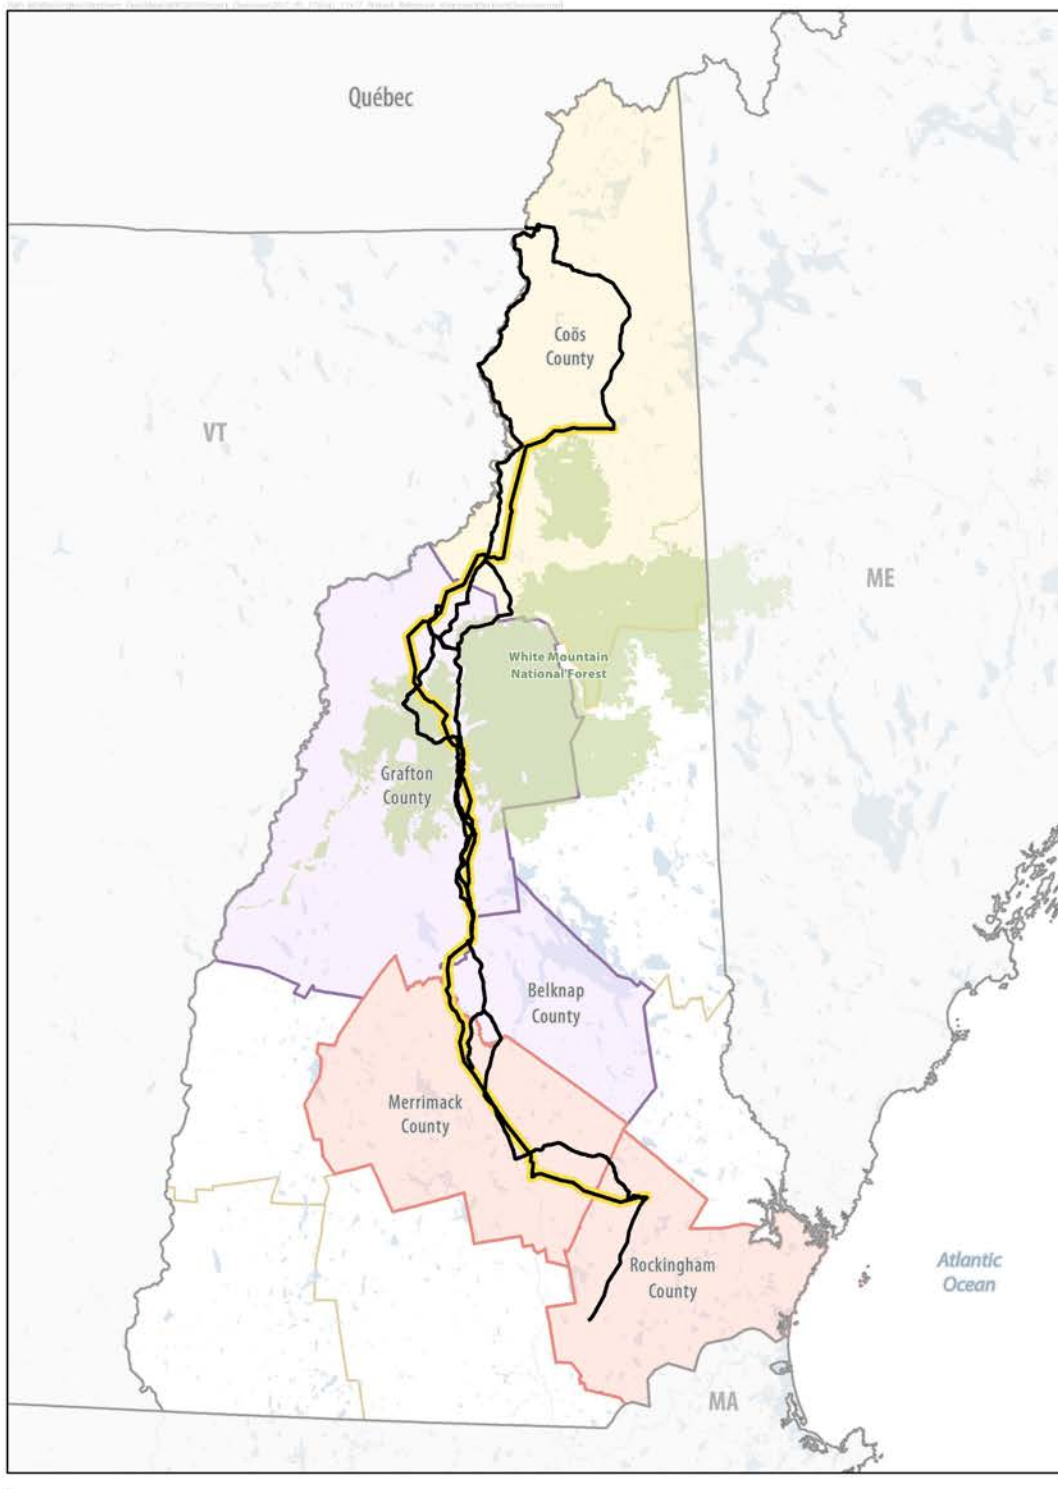 Québec
Coös
County
VT
ME
White Mountain
National Forest
Grafton
County
Belknap
County
Merrimack
County
Rockingham
County
Atlantic
Ocean
MA